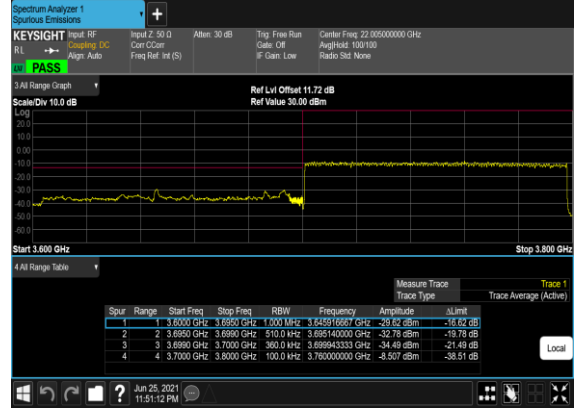 Spectrum Analyzer 1
Spurious Emissions
+
KEYSIGHT Input: RF Input Z: 50 Ω Atten: 30 dB Trig: Free Run Center Freq: 22.005000000 GHz
RL Coupling: DC Corr CCorr Gate: Off Avg|Hold: 100/100
Align: Auto Freq Ref: Int (S) IF Gain: Low Radio Std: None
LW PASS
3 All Range Graph
Ref Lvl Offset 11.72 dB
Scale/Div 10.0 dB Ref Value 30.00 dBm
Log
20.0
10.0
0.00
-10.0
-20.0
-30.0
-40.0
-50.0
-60.0
Start 3.600 GHz Stop 3.800 GHz
4 All Range Table
Measure Trace Trace 1
Trace Type Trace Average (Active)
Spur Range Start Freq Stop Freq RBW Frequency Amplitude ΔLimit
1 1 3.6000 GHz 3.6950 GHz 1.000 MHz 3.645916667 GHz -29.62 dBm -16.62 dB
2 2 3.6950 GHz 3.6990 GHz 510.0 kHz 3.695140000 GHz -32.78 dBm -19.78 dB
3 3 3.6990 GHz 3.7000 GHz 360.0 kHz 3.699943333 GHz -34.49 dBm -21.49 dB
4 4 3.7000 GHz 3.8000 GHz 100.0 kHz 3.760000000 GHz -8.507 dBm -38.51 dB
Local
? Jun 25, 2021
11:51:12 PM